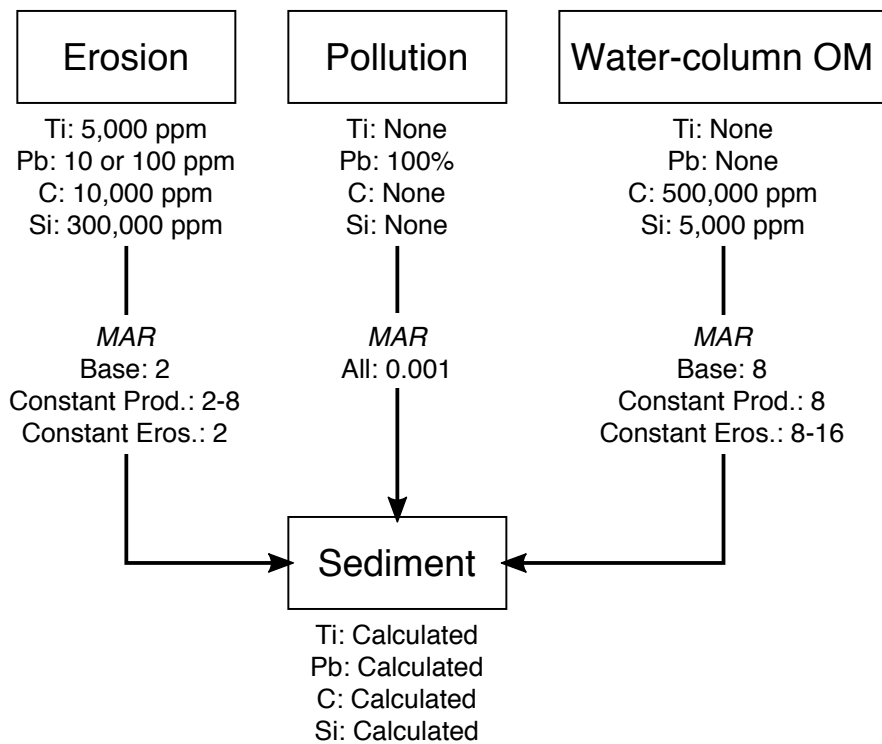 Erosion
Ti: 5,000 ppm
Pb: 10 or 100 ppm
C: 10,000 ppm
Si: 300,000 ppm
MAR
Base: 2
Constant Prod.: 2-8
Constant Eros.: 2
Pollution
Ti: None
Pb: 100%
C: None
Si: None
MAR
All: 0.001
Water-column OM
Ti: None
Pb: None
C: 500,000 ppm
Si: 5,000 ppm
MAR
Base: 8
Constant Prod.: 8
Constant Eros.: 8-16
Sediment
Ti: Calculated
Pb: Calculated
C: Calculated
Si: Calculated